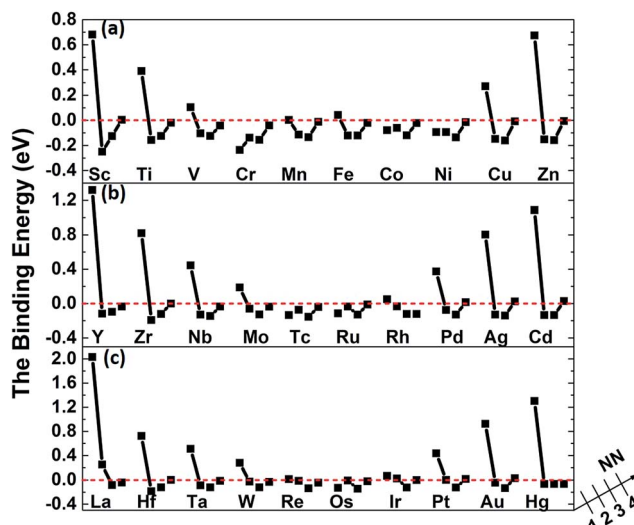 The Binding Energy (eV)
0.8
(a)
0.6
0.4
0.2
0.0
-0.2
-0.4
Sc Ti V Cr Mn Fe Co Ni Cu Zn
(b)
1.2
0.8
0.4
0.0
-0.4
Y Zr Nb Mo Tc Ru Rh Pd Ag Cd
(c)
2.0
1.6
1.2
0.8
0.4
0.0
-0.4
La Hf Ta W Re Os Ir Pt Au Hg
NN
1 2 3 4